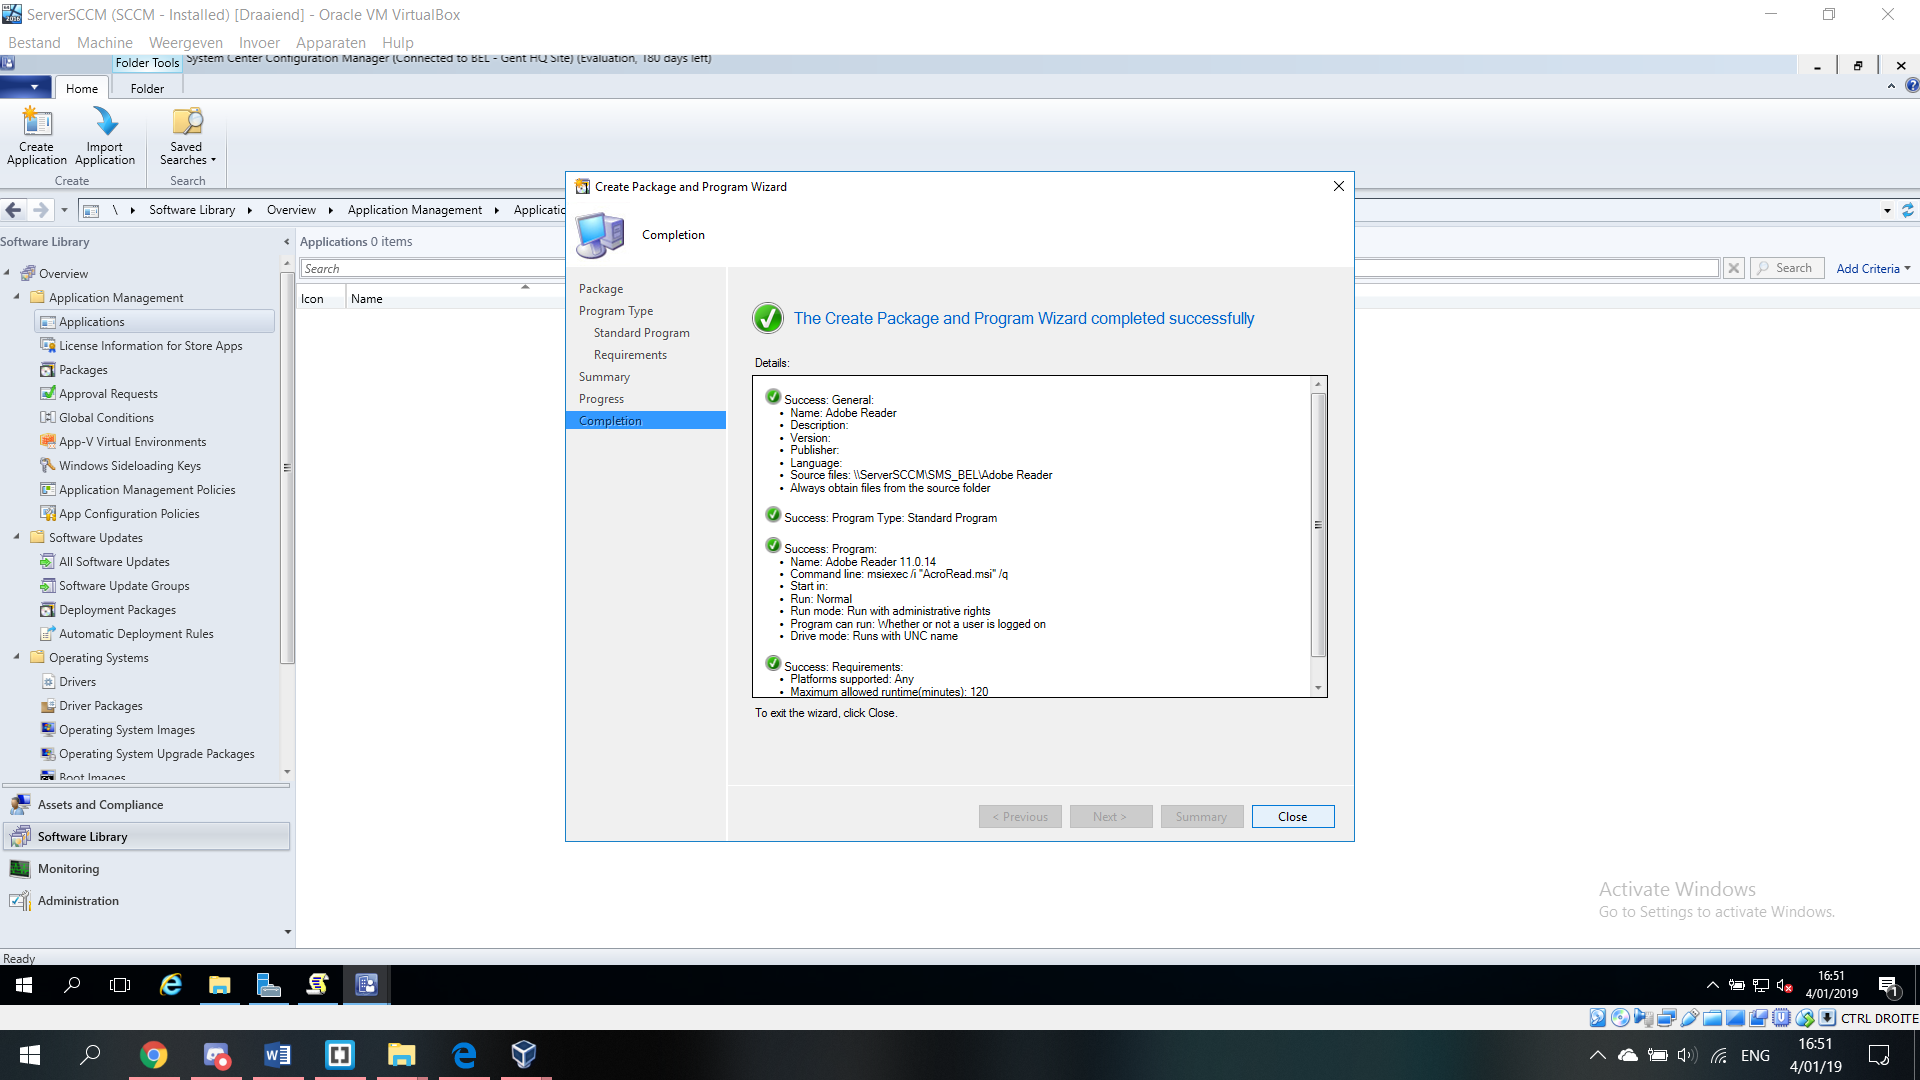 ServerSCCM (SCCM - Installed) [Draaiend] - Oracle VM VirtualBox
Bestand Machine Weergeven Invoer Apparaten Hulp
Folder Tools System Center Configuration Manager (Connected to BEL - Gent HQ Site) (Evaluation, 180 days left)
Home Folder
Create Application
Import Application
Saved Searches
Create
Search
\ Software Library Overview Application Management Applicatio
Software Library
Applications 0 items
Search
Search
Add Criteria
Icon Name
Overview
Application Management
Applications
License Information for Store Apps
Packages
Approval Requests
Global Conditions
App-V Virtual Environments
Windows Sideloading Keys
Application Management Policies
App Configuration Policies
Software Updates
All Software Updates
Software Update Groups
Deployment Packages
Automatic Deployment Rules
Operating Systems
Drivers
Driver Packages
Operating System Images
Operating System Upgrade Packages
Boot Images
Assets and Compliance
Software Library
Monitoring
Administration
Ready
Create Package and Program Wizard
Completion
Package
Program Type
Standard Program
Requirements
Summary
Progress
Completion
The Create Package and Program Wizard completed successfully
Details:
Success: General:
• Name: Adobe Reader
• Description:
• Version:
• Publisher:
• Language:
• Source files: \\ServerSCCM\SMS_BEL\Adobe Reader
• Always obtain files from the source folder
Success: Program Type: Standard Program
Success: Program:
• Name: Adobe Reader 11.0.14
• Command line: msiexec /i "AcroRead.msi" /q
• Start in:
• Run: Normal
• Run mode: Run with administrative rights
• Program can run: Whether or not a user is logged on
• Drive mode: Runs with UNC name
Success: Requirements:
• Platforms supported: Any
• Maximum allowed runtime(minutes): 120
To exit the wizard, click Close.
< Previous Next > Summary Close
Activate Windows
Go to Settings to activate Windows.
16:51
4/01/2019
1
CTRL DROITE
ENG
16:51
4/01/19